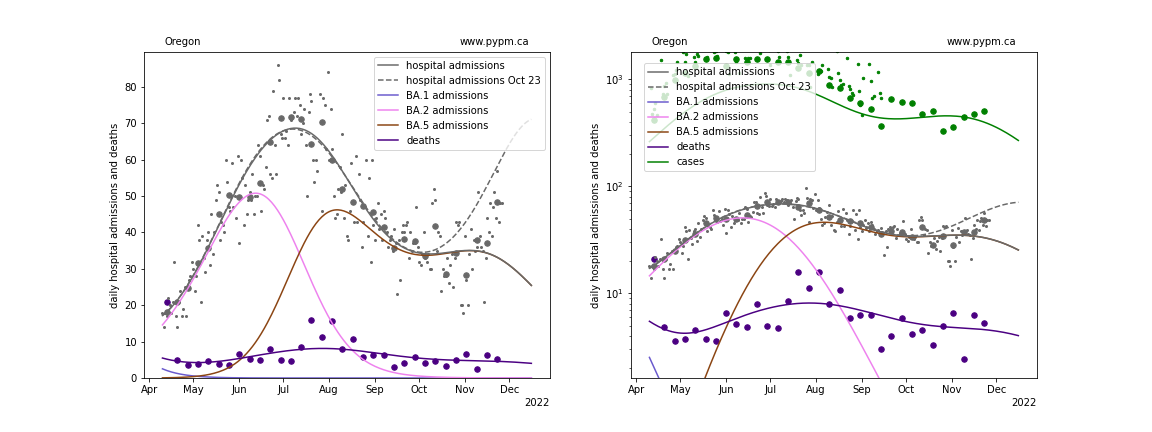 Oregon
www.pypm.ca
hospital admissions
hospital admissions Oct 23
BA.1 admissions
BA.2 admissions
BA.5 admissions
deaths
daily hospital admissions and deaths
80
70
60
50
40
30
20
10
0
Apr
May
Jun
Jul
Aug
Sep
Oct
Nov
Dec
2022
Oregon
www.pypm.ca
hospital admissions
hospital admissions Oct 23
BA.1 admissions
BA.2 admissions
BA.5 admissions
deaths
cases
daily hospital admissions and deaths
10³
10²
10¹
Apr
May
Jun
Jul
Aug
Sep
Oct
Nov
Dec
2022